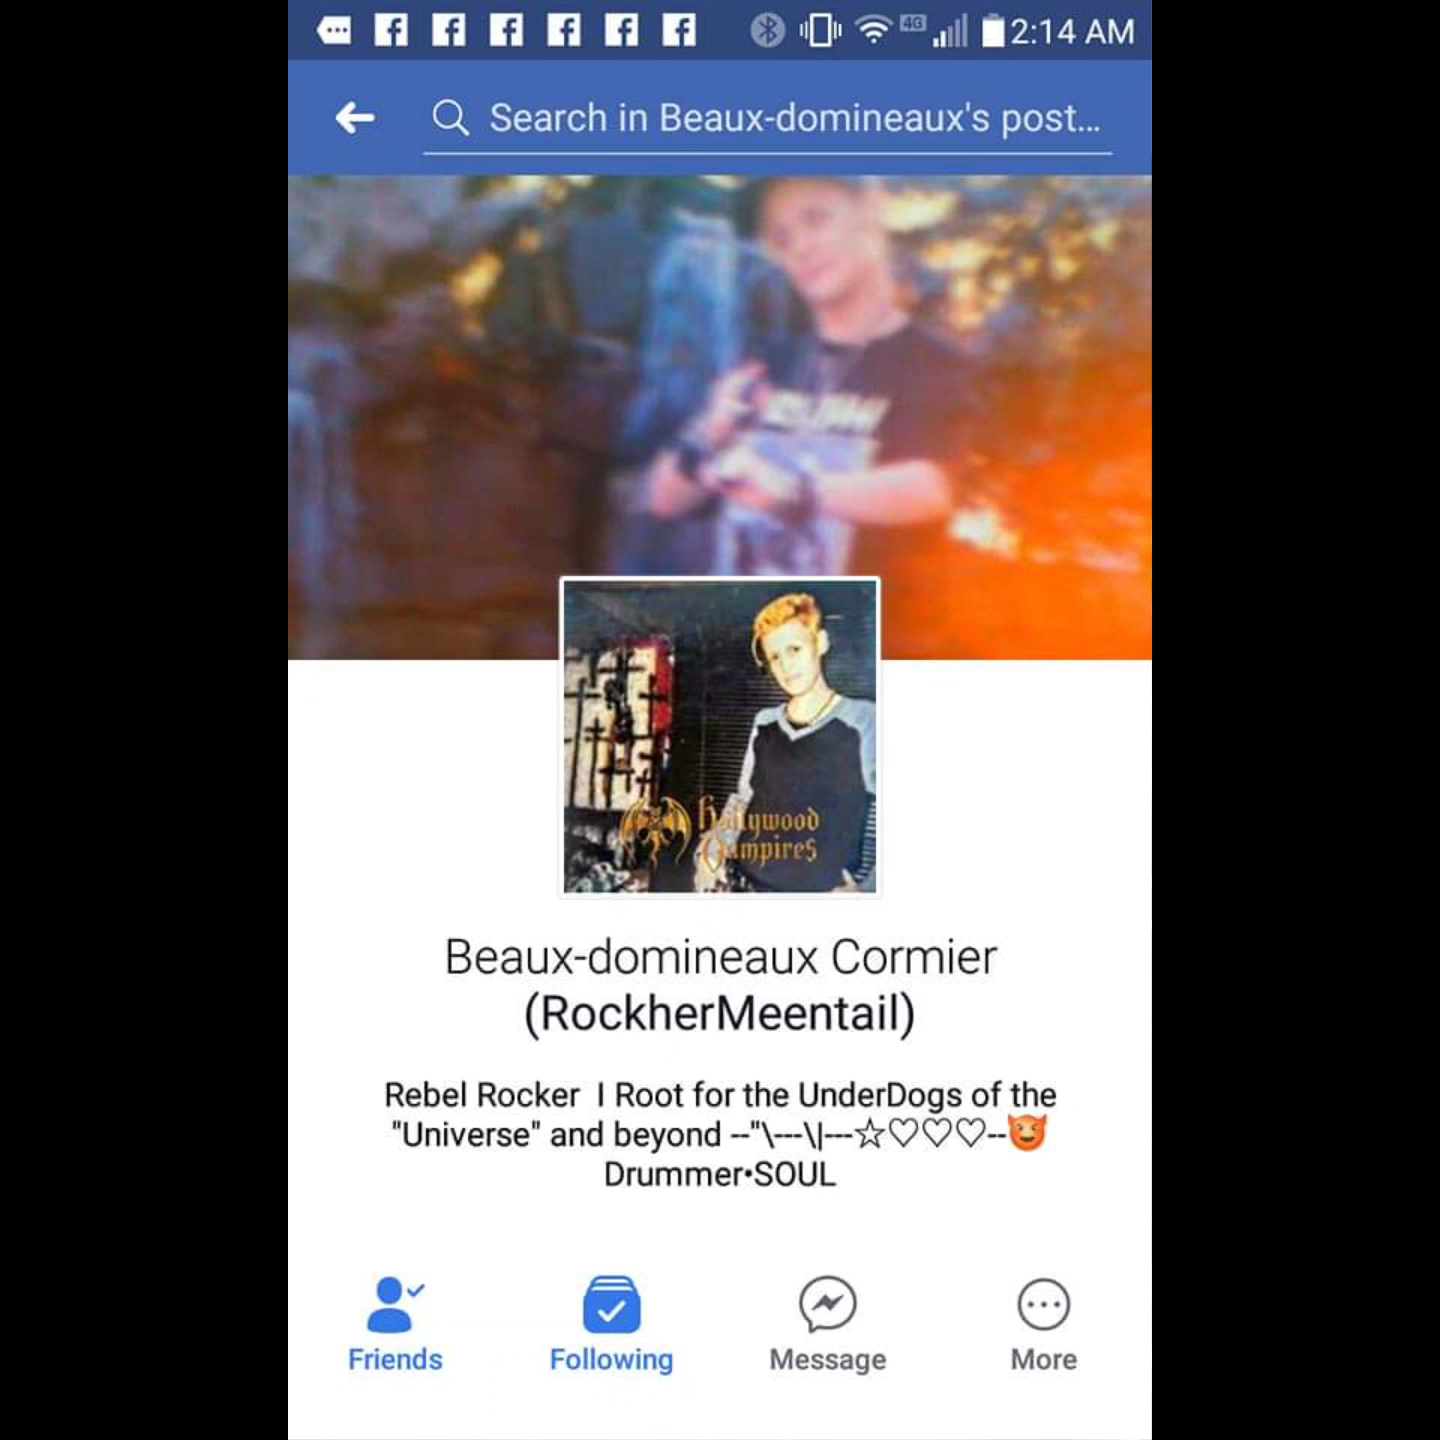 4G 2:14 AM
Search in Beaux-domineaux's post...
Hollywood
Vampires
Beaux-domineaux Cormier
(RockherMeentail)
Rebel Rocker I Root for the UnderDogs of the
"Universe" and beyond --"\---\|---☆♡♡♡--😈
Drummer•SOUL
Friends Following Message More